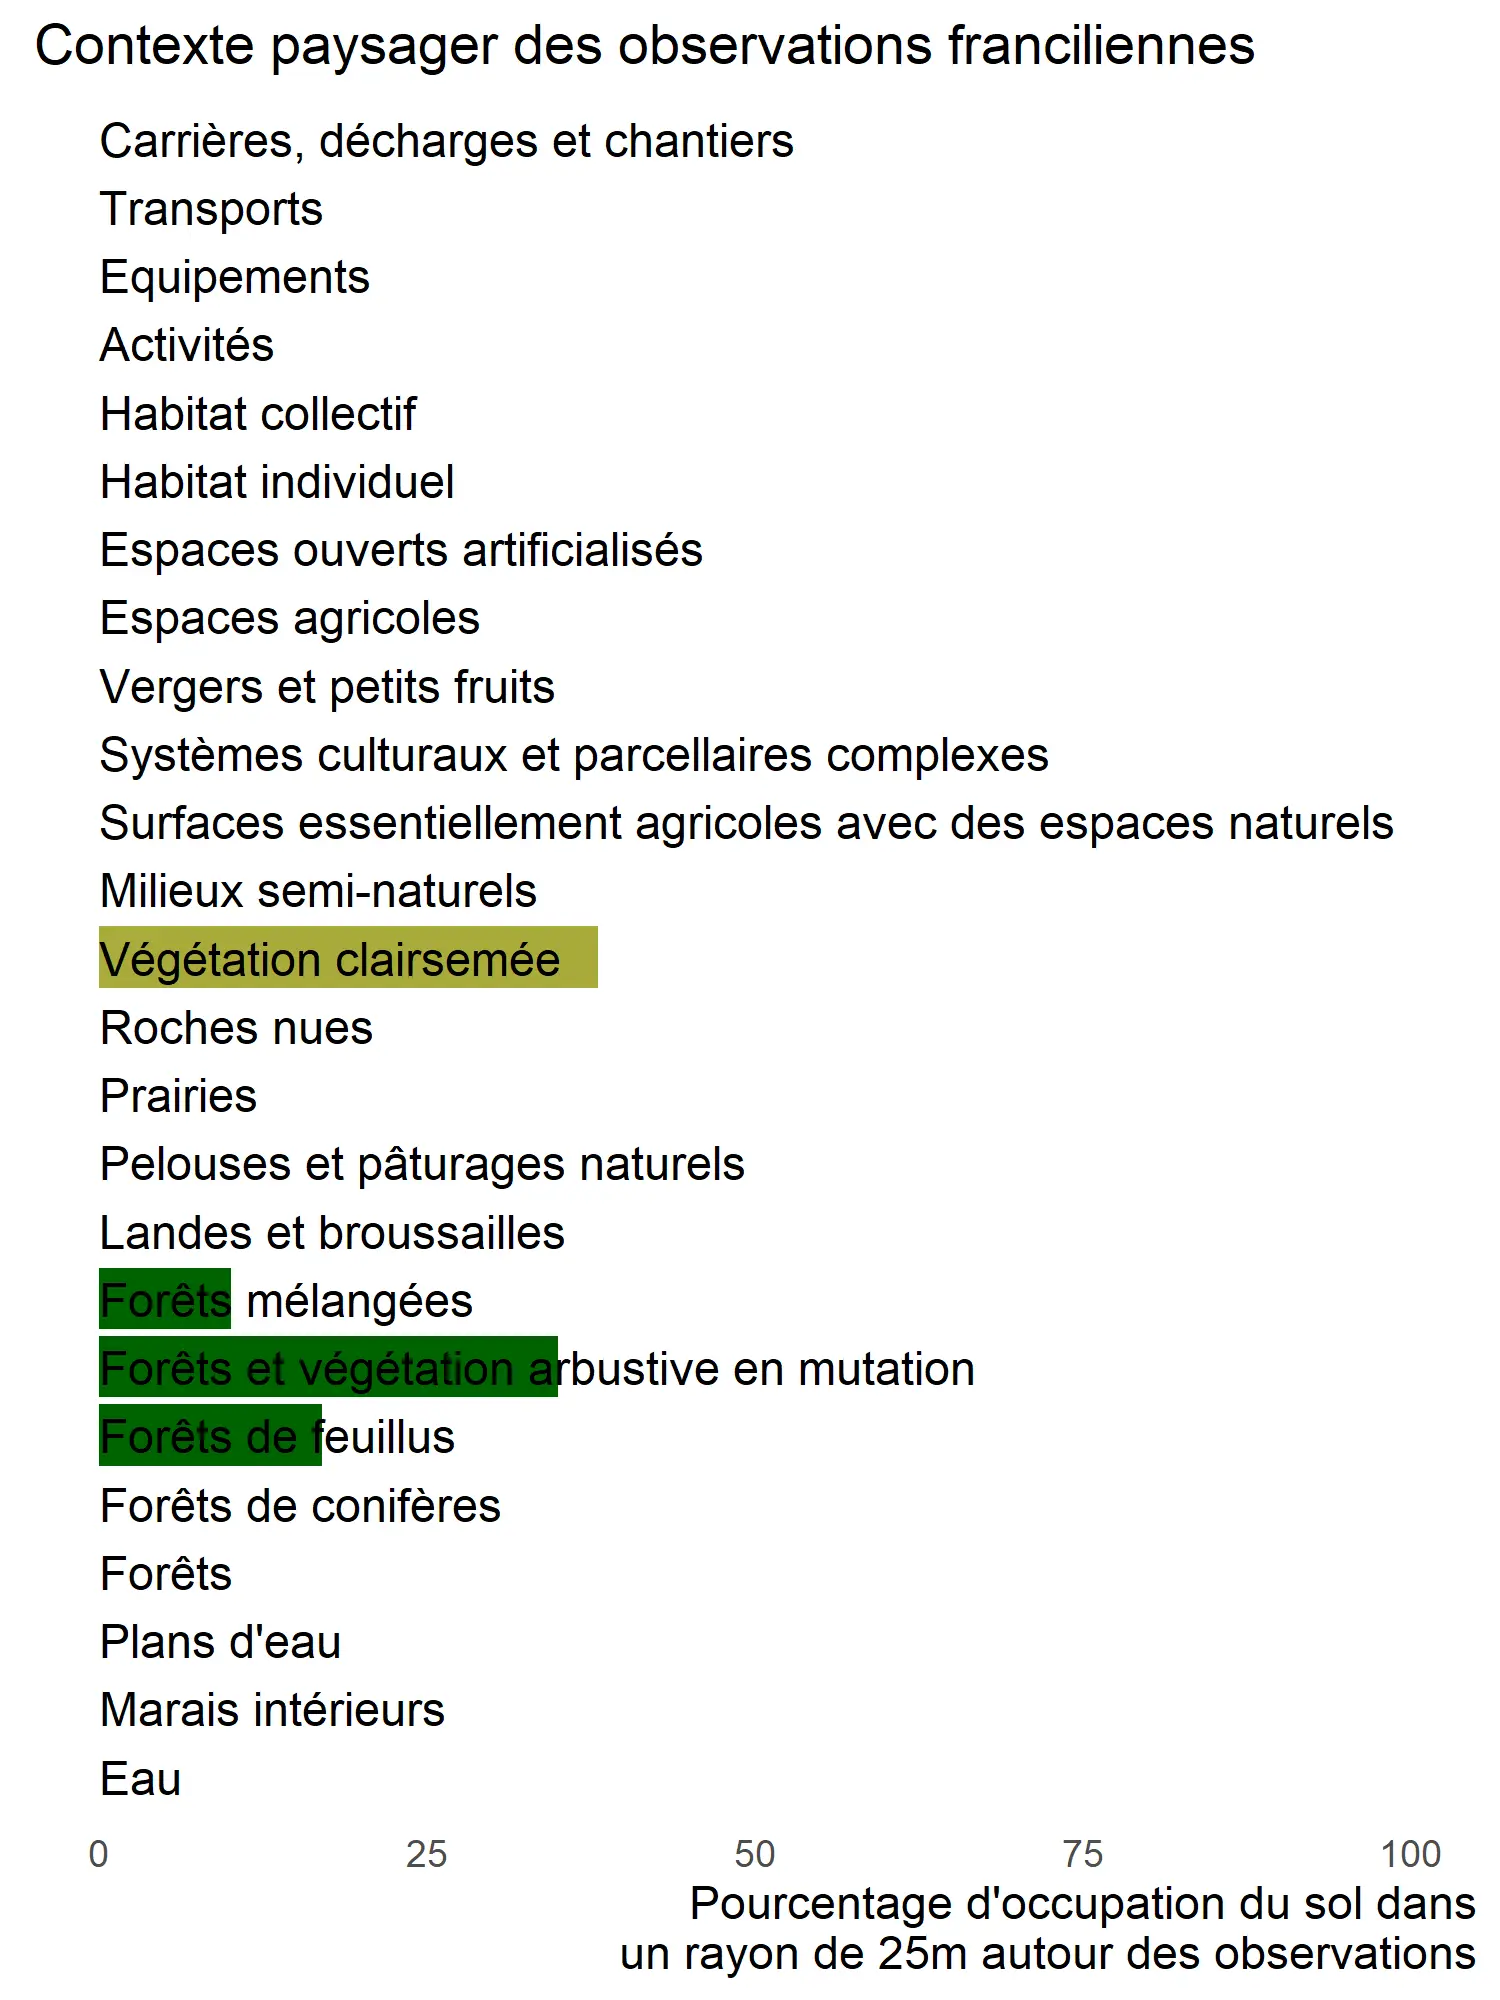 Contexte paysager des observations franciliennes
Carrières, décharges et chantiers
Transports
Equipements
Activités
Habitat collectif
Habitat individuel
Espaces ouverts artificialisés
Espaces agricoles
Vergers et petits fruits
Systèmes culturaux et parcellaires complexes
Surfaces essentiellement agricoles avec des espaces naturels
Milieux semi-naturels
Végétation clairsemée
Roches nues
Prairies
Pelouses et pâturages naturels
Landes et broussailles
Forêts mélangées
Forêts et végétation arbustive en mutation
Forêts de feuillus
Forêts de conifères
Forêts
Plans d'eau
Marais intérieurs
Eau
0 25 50 75 100
Pourcentage d'occupation du sol dans
un rayon de 25m autour des observations